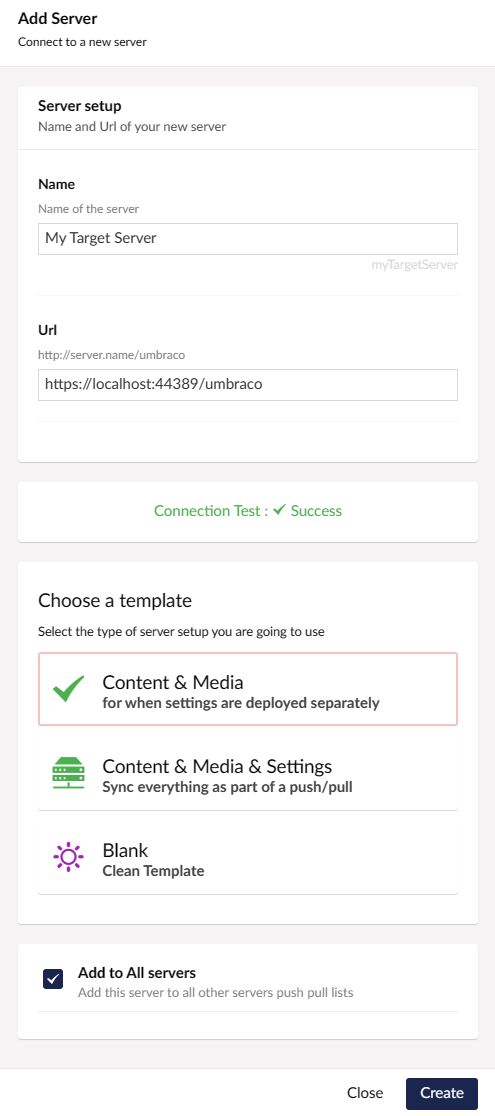 Add Server
Connect to a new server
Server setup
Name and Url of your new server
Name
Name of the server
My Target Server
myTargetServer
Url
http://server.name/umbraco
https://localhost:44389/umbraco
Connection Test : ✓ Success
Choose a template
Select the type of server setup you are going to use
Content & Media
for when settings are deployed separately
Content & Media & Settings
Sync everything as part of a push/pull
Blank
Clean Template
Add to All servers
Add this server to all other servers push pull lists
Close Create